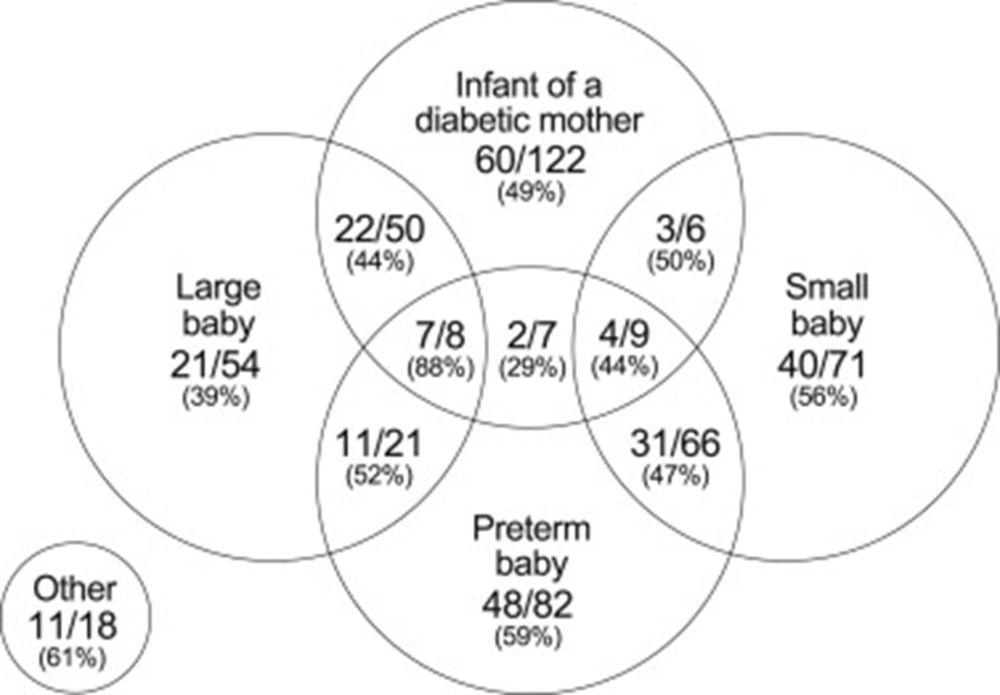 Infant of a
diabetic mother
60/122
(49%)
22/50
(44%)
3/6
(50%)
Large
baby
21/54
(39%)
7/8
(88%)
2/7
(29%)
4/9
(44%)
Small
baby
40/71
(56%)
11/21
(52%)
31/66
(47%)
Preterm
baby
48/82
(59%)
Other
11/18
(61%)